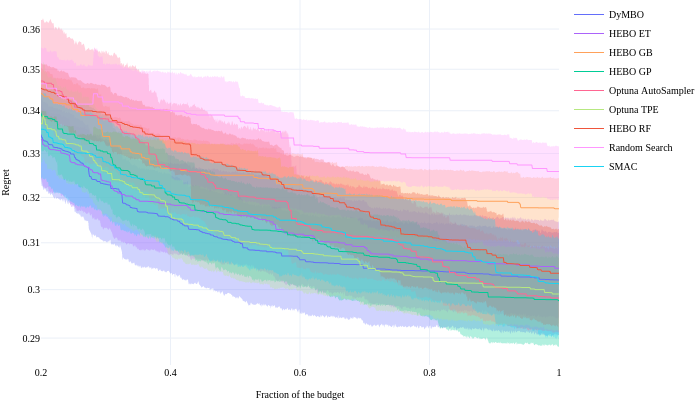 0.36
0.35
0.34
0.33
0.32
0.31
0.3
0.29
Regret
0.2
0.4
0.6
0.8
1
Fraction of the budget
DyMBO
HEBO ET
HEBO GB
HEBO GP
Optuna AutoSampler
Optuna TPE
HEBO RF
Random Search
SMAC